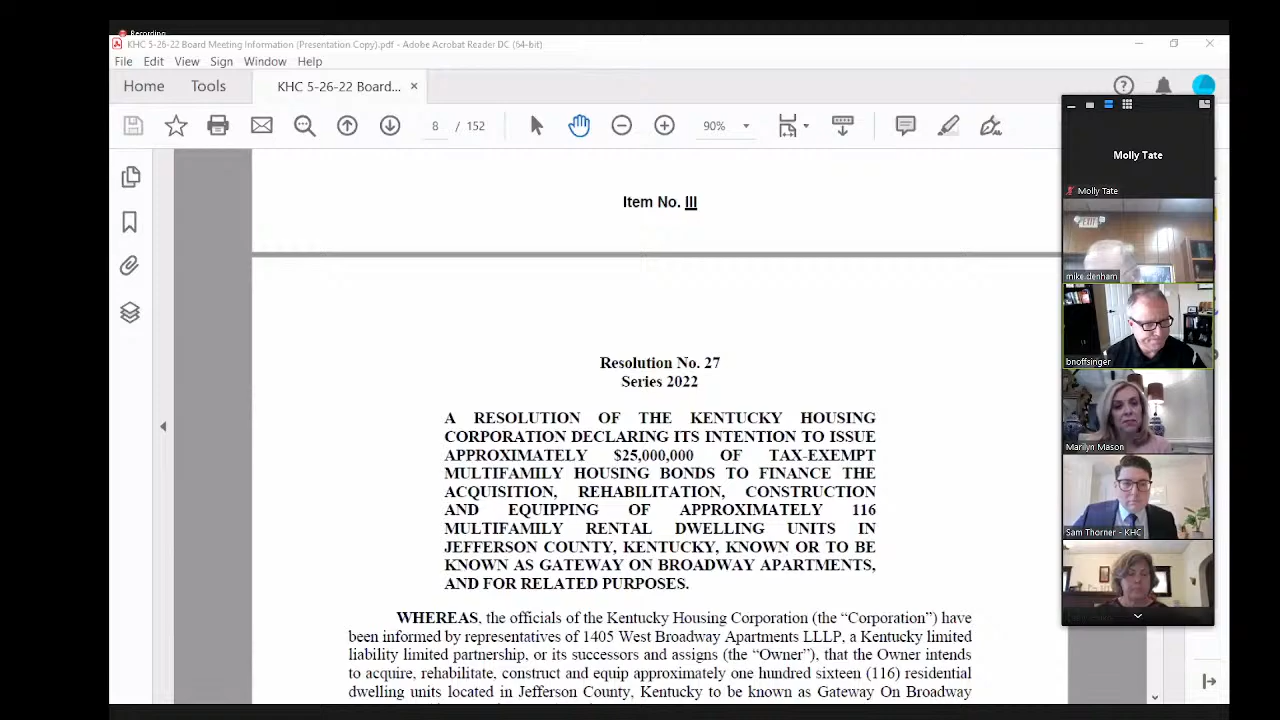 Recording
KHC 5-26-22 Board Meeting Information (Presentation Copy).pdf - Adobe Acrobat Reader DC (64-bit)
File Edit View Sign Window Help
Home Tools KHC 5-26-22 Board... ×
8 / 152 90%
Molly Tate
Molly Tate
EXIT
mike.denham
bnoffsinger
Marilyn Mason
Sam Thorner - KHC
Item No. III
Resolution No. 27
Series 2022
A RESOLUTION OF THE KENTUCKY HOUSING
CORPORATION DECLARING ITS INTENTION TO ISSUE
APPROXIMATELY $25,000,000 OF TAX-EXEMPT
MULTIFAMILY HOUSING BONDS TO FINANCE THE
ACQUISITION, REHABILITATION, CONSTRUCTION
AND EQUIPPING OF APPROXIMATELY 116
MULTIFAMILY RENTAL DWELLING UNITS IN
JEFFERSON COUNTY, KENTUCKY, KNOWN OR TO BE
KNOWN AS GATEWAY ON BROADWAY APARTMENTS,
AND FOR RELATED PURPOSES.
WHEREAS, the officials of the Kentucky Housing Corporation (the “Corporation”) have
been informed by representatives of 1405 West Broadway Apartments LLLP, a Kentucky limited
liability limited partnership, or its successors and assigns (the “Owner”), that the Owner intends
to acquire, rehabilitate, construct and equip approximately one hundred sixteen (116) residential
dwelling units located in Jefferson County, Kentucky to be known as Gateway On Broadway